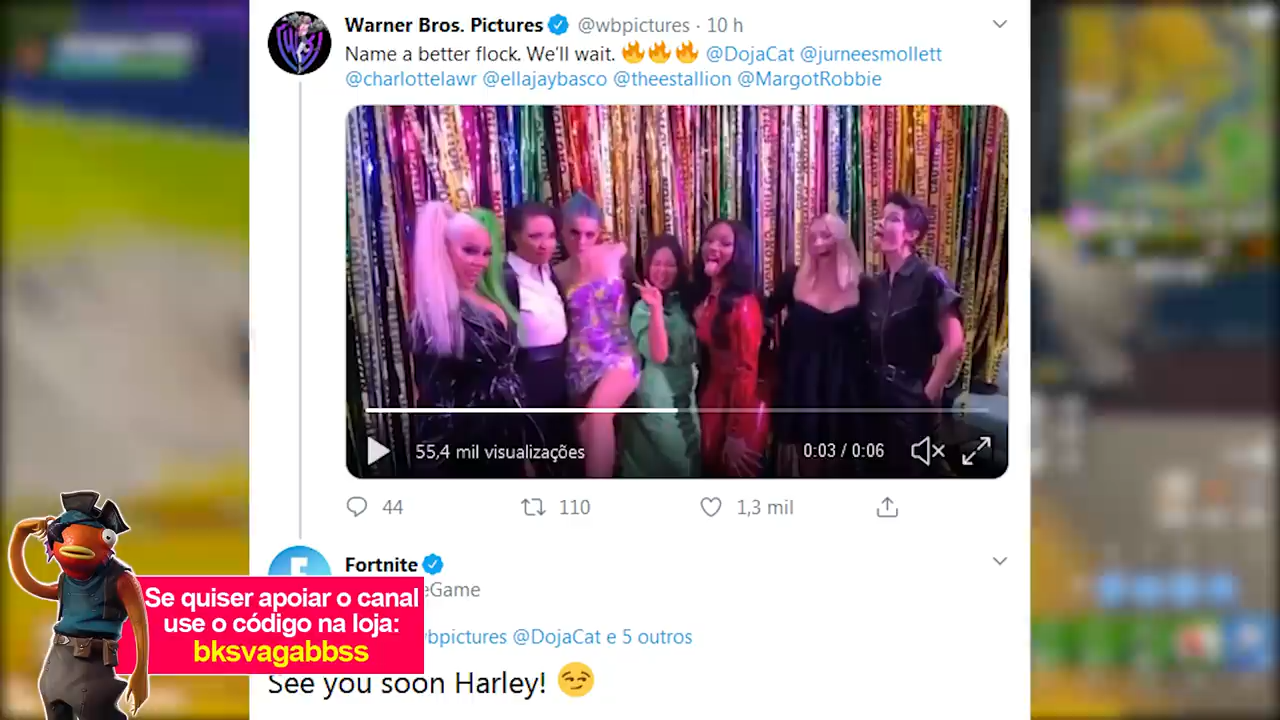 Warner Bros. Pictures @wbpictures · 10 h
Name a better flock. We'll wait. 🔥🔥🔥 @DojaCat @jurneesmollett
@charlottelawr @ellajaybasco @theestallion @MargotRobbie
55,4 mil visualizações 0:03 / 0:06
44 110 1,3 mil
Fortnite
eGame
wbpictures @DojaCat e 5 outros
See you soon Harley! 😏
Se quiser apoiar o canal
use o código na loja:
bksvagabbss